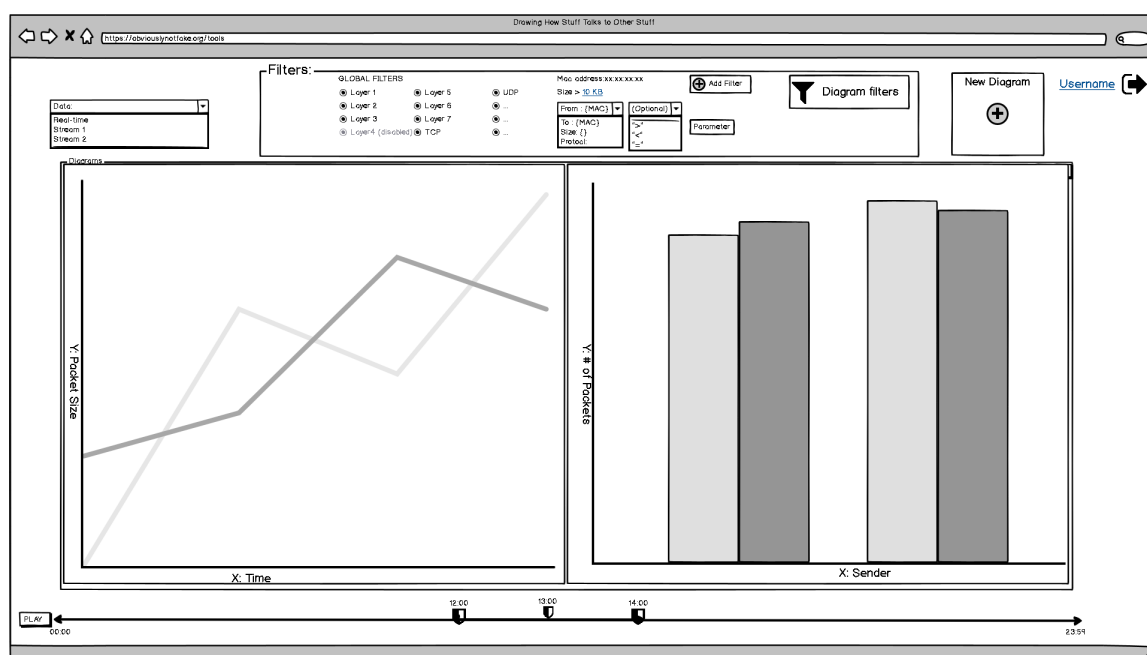 Drawing How Stuff Talks to Other Stuff
https://obviouslynotfake.org/tools
Data:
Real-time
Stream 1
Stream 2
Filters:
GLOBAL FILTERS
Layer 1
Layer 2
Layer 3
Layer4 (disabled)
Layer 5
Layer 6
Layer 7
TCP
UDP
...
...
...
Mac address:xx:xx:xx:xx
Size > 10 KB
From : {MAC}
To : {MAC}
Size: {}
Protocol:
(Optional)
">"
"<"
"="
Add Filter
Parameter
Diagram filters
New Diagram
Username
Diagrams
Y: Packet Size
X: Time
Y: # of Packets
X: Sender
PLAY
00:00
12:00
13:00
14:00
23:59